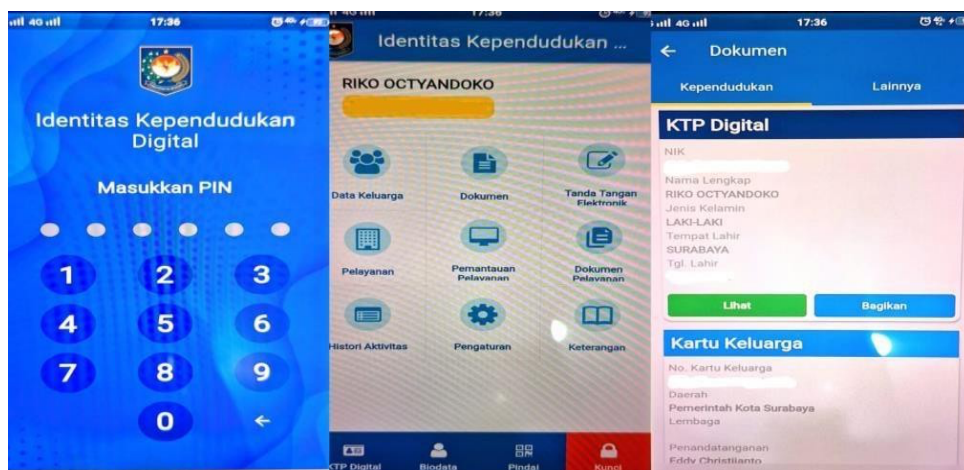 4G 17:36
Identitas Kependudukan
Digital
Masukkan PIN
1 2 3
4 5 6
7 8 9
0
4G 17:36
Identitas Kependudukan ...
RIKO OCTYANDOKO
Data Keluarga
Dokumen
Tanda Tangan
Elektronik
Pelayanan
Pemantauan
Pelayanan
Dokumen
Pelayanan
Histori Aktivitas
Pengaturan
Keterangan
KTP Digital
Biodata
Pindai
Kunci
4G 17:36
Dokumen
Kependudukan Lainnya
KTP Digital
NIK
Nama Lengkap
RIKO OCTYANDOKO
Jenis Kelamin
LAKI-LAKI
Tempat Lahir
SURABAYA
Tgl. Lahir
Lihat Bagikan
Kartu Keluarga
No. Kartu Keluarga
Daerah
Pemerintah Kota Surabaya
Lembaga
Penandatanganan
Eddy Christijanto